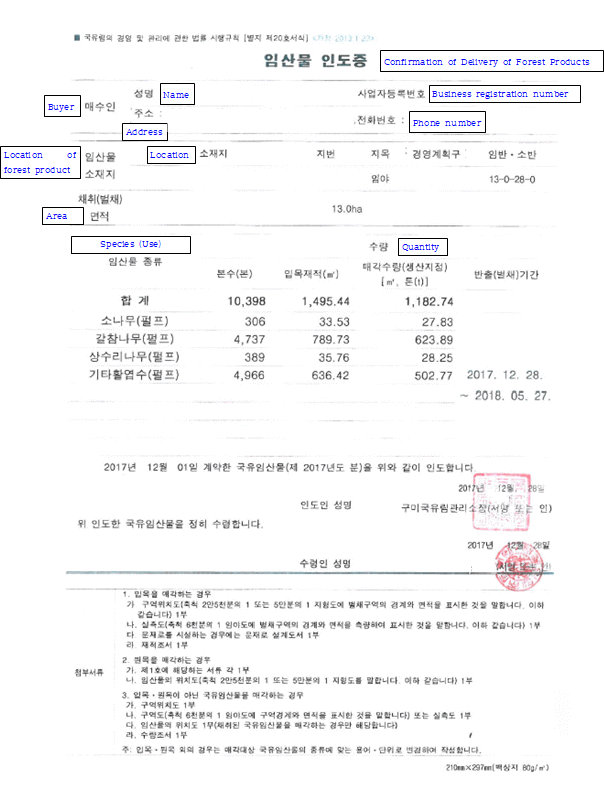 ■ 국유림의 경영 및 관리에 관한 법률 시행규칙 [별지 제20호서식] <개정 2013.1.23>
임산물 인도증 Confirmation of Delivery of Forest Products
Buyer 매수인 성명 Name 사업자등록번호 Business registration number
주소 : Address 전화번호 : Phone number
Location of forest product 임산물 소재지 Location 소재지 지번 지목 경영계획구 임반·소반
임야 13-0-28-0
채취(벌채)
Area 면적 13.0ha
Species (Use) 수량 Quantity
임산물 종류 본수(본) 입목재적(㎥) 매각수량(생산지정) [㎥, 톤(t)] 반출(벌채)기간
합 계 10,398 1,495.44 1,182.74
소나무(펄프) 306 33.53 27.83
갈참나무(펄프) 4,737 789.73 623.89
상수리나무(펄프) 389 35.76 28.25
기타활엽수(펄프) 4,966 636.42 502.77 2017. 12. 28.
~ 2018. 05. 27.
2017년 12월 01일 계약한 국유임산물(제 2017년도 분)을 위와 같이 인도합니다.
2017년 12월 28일
인도인 성명 구미국유림관리소장(서명 또는 인)
위 인도한 국유임산물을 정히 수령합니다.
2017년 12월 28일
수령인 성명 (서명 또는 인)
첨부서류
1. 입목을 매각하는 경우
가. 구역위치도(축척 2만5천분의 1 또는 5만분의 1 지형도에 벌채구역의 경계와 면적을 표시한 것을 말합니다. 이하
같습니다) 1부
나. 실측도(축척 6천분의 1 임야도에 벌채구역의 경계와 면적을 측량하여 표시한 것을 말합니다. 이하 같습니다) 1부
다. 운재로를 시설하는 경우에는 운재로 설계도서 1부
라. 재적조서 1부
2. 원목을 매각하는 경우
가. 제1호에 해당하는 서류 각 1부
나. 임산물의 위치도(축척 2만5천분의 1 또는 5만분의 1 지형도를 말합니다. 이하 같습니다) 1부
3. 입목·원목이 아닌 국유임산물을 매각하는 경우
가. 구역위치도 1부
나. 구역도(축척 6천분의 1 임야도에 구역경계와 면적을 표시한 것을 말합니다) 또는 실측도 1부
다. 임산물의 위치도 1부(채취된 국유임산물을 매각하는 경우만 해당합니다)
라. 수량조서 1부
주: 입목·원목 외의 경우는 매각대상 국유임산물의 종류에 맞는 용어·단위로 변경하여 작성합니다.
210mm×297mm[백상지 80g/㎡]